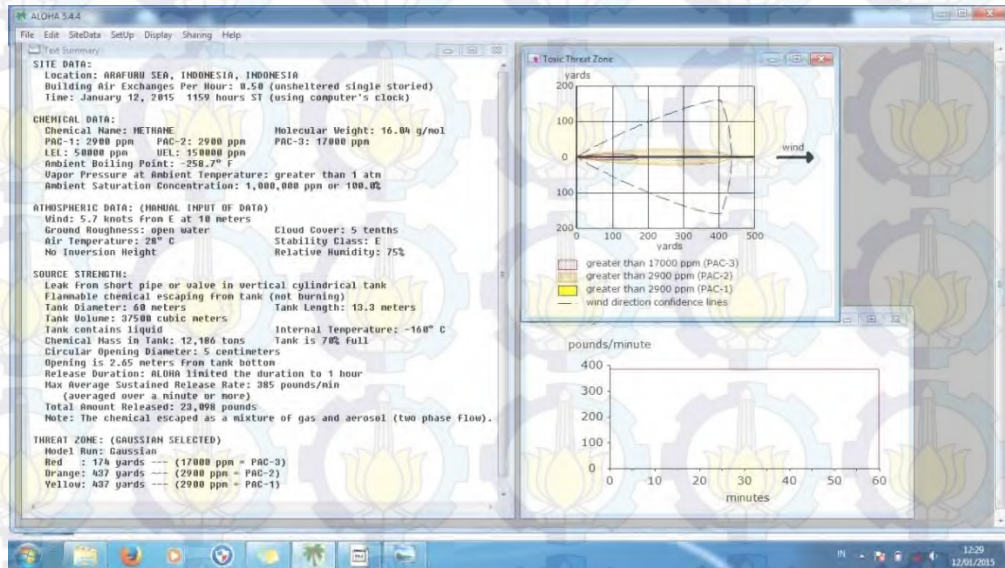 ALOHA 5.4.4
File Edit SiteData SetUp Display Sharing Help
Text Summary
SITE DATA:
Location: ARAFURU SEA, INDONESIA, INDONESIA
Building Air Exchanges Per Hour: 0.50 (unsheltered single storied)
Time: January 12, 2015 1159 hours ST (using computer's clock)
CHEMICAL DATA:
Chemical Name: METHANE Molecular Weight: 16.04 g/mol
PAC-1: 2900 ppm PAC-2: 2900 ppm PAC-3: 17000 ppm
LEL: 50000 ppm UEL: 150000 ppm
Ambient Boiling Point: -258.7° F
Vapor Pressure at Ambient Temperature: greater than 1 atm
Ambient Saturation Concentration: 1,000,000 ppm or 100.0%
ATMOSPHERIC DATA: (MANUAL INPUT OF DATA)
Wind: 5.7 knots from E at 10 meters
Ground Roughness: open water Cloud Cover: 5 tenths
Air Temperature: 28° C Stability Class: E
No Inversion Height Relative Humidity: 75%
SOURCE STRENGTH:
Leak from short pipe or valve in vertical cylindrical tank
Flammable chemical escaping from tank (not burning)
Tank Diameter: 60 meters Tank Length: 13.3 meters
Tank Volume: 37500 cubic meters
Tank contains liquid Internal Temperature: -160° C
Chemical Mass in Tank: 12,186 tons Tank is 70% full
Circular Opening Diameter: 5 centimeters
Opening is 2.65 meters from tank bottom
Release Duration: ALOHA limited the duration to 1 hour
Max Average Sustained Release Rate: 385 pounds/min
(averaged over a minute or more)
Total Amount Released: 23,098 pounds
Note: The chemical escaped as a mixture of gas and aerosol (two phase flow).
THREAT ZONE: (GAUSSIAN SELECTED)
Model Run: Gaussian
Red : 174 yards --- (17000 ppm = PAC-3)
Orange: 437 yards --- (2900 ppm = PAC-2)
Yellow: 437 yards --- (2900 ppm = PAC-1)
Toxic Threat Zone
yards
200
100
0
100
200
wind
0 100 200 300 400 500
yards
greater than 17000 ppm (PAC-3)
greater than 2900 ppm (PAC-2)
greater than 2900 ppm (PAC-1)
wind direction confidence lines
pounds/minute
400
300
200
100
0
0 10 20 30 40 50 60
minutes
IN
12:29
12/01/2015